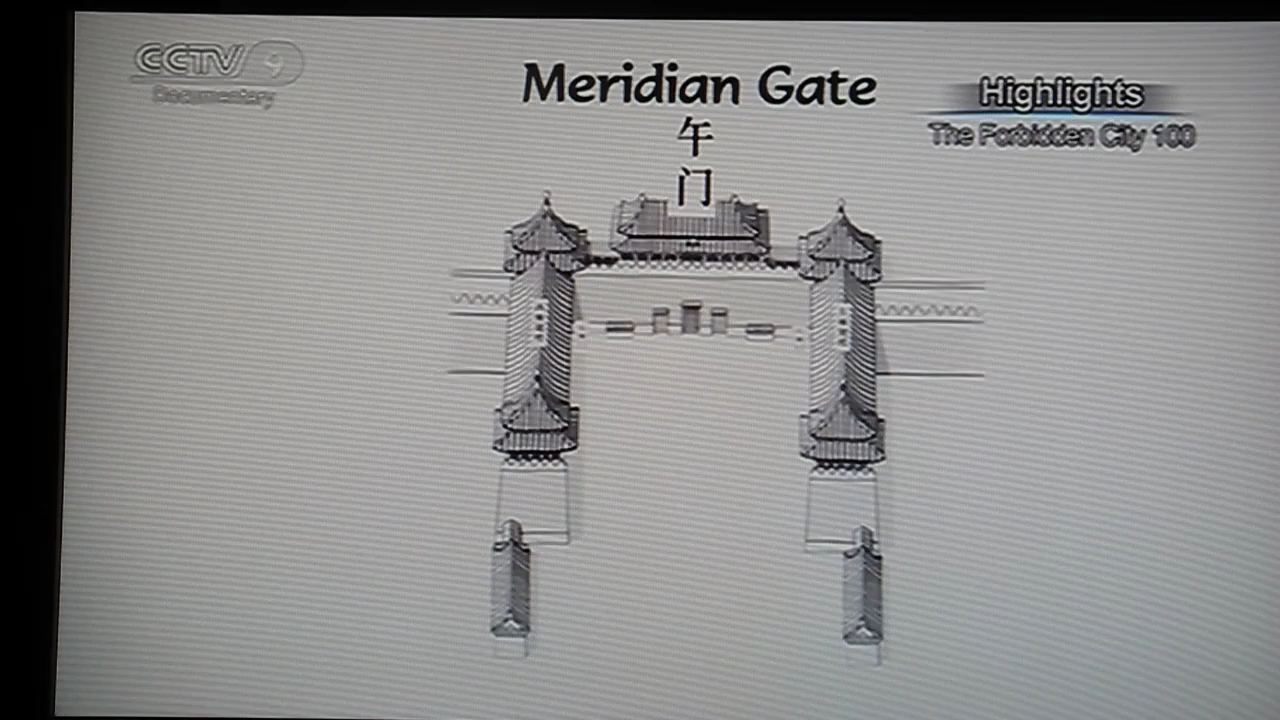 CCTV 9
Documentary
Meridian Gate
午
门
Highlights
The Forbidden City 100